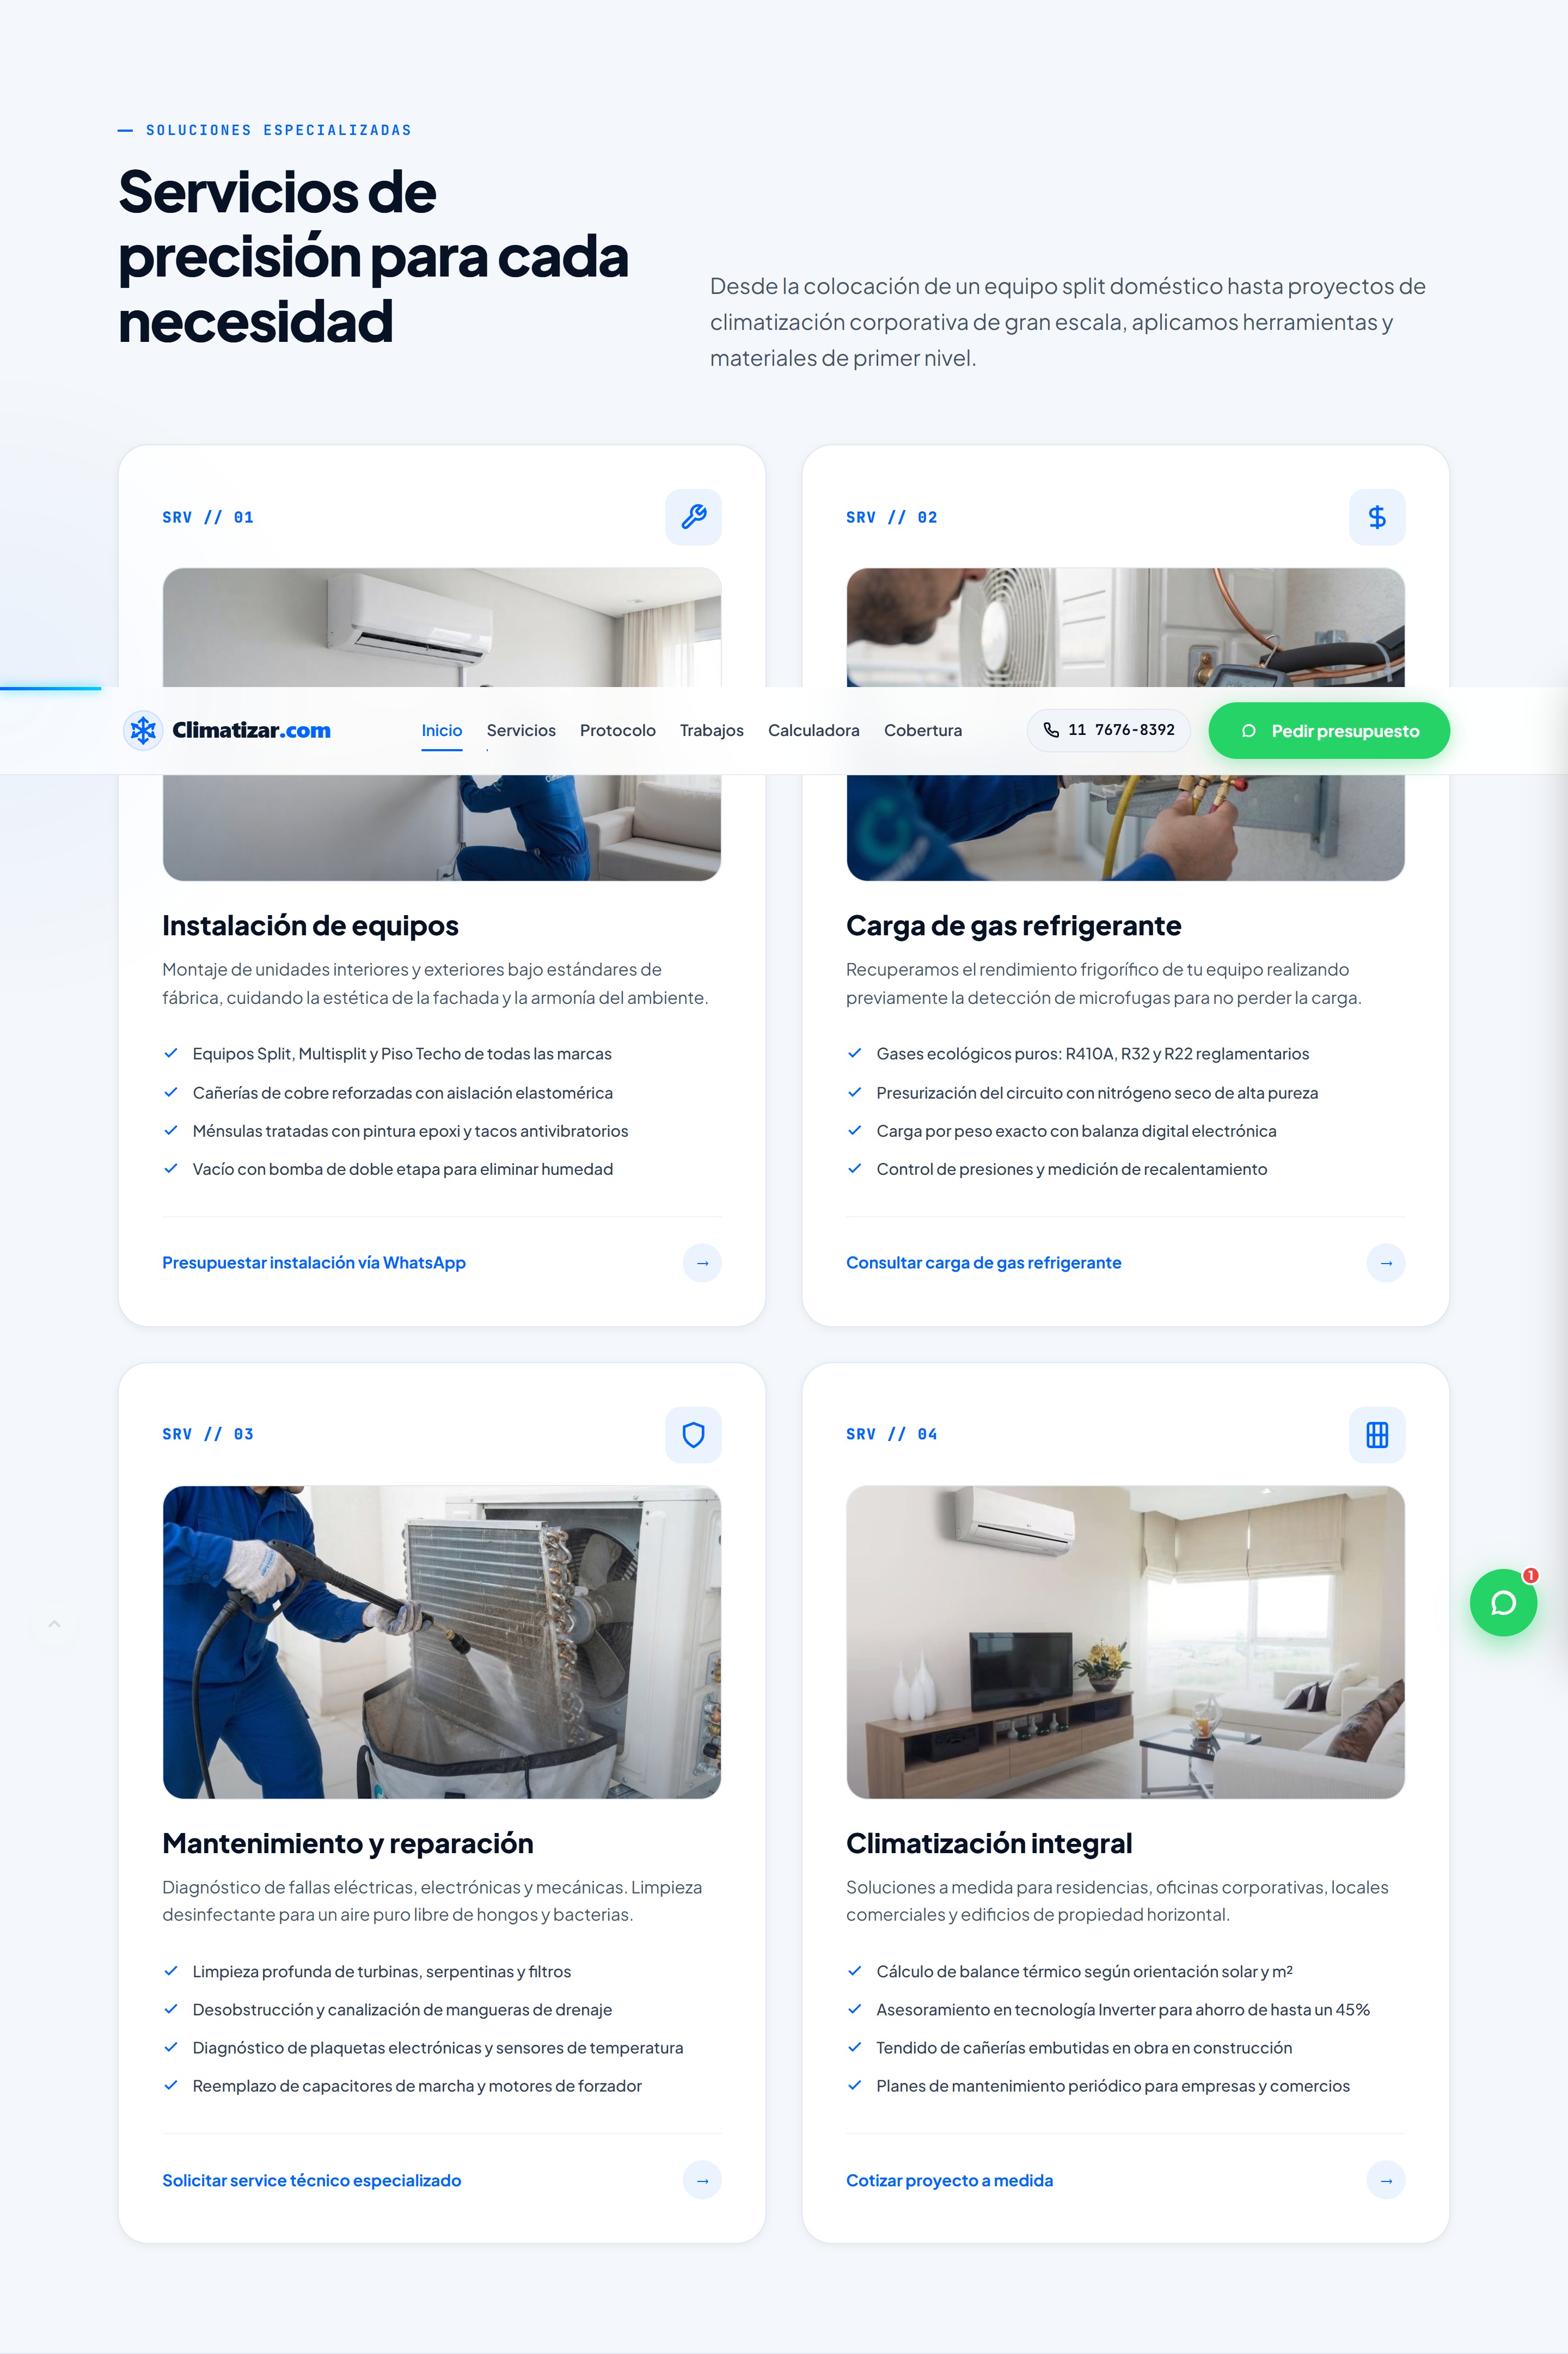 SOLUCIONES ESPECIALIZADAS
Servicios de
precisión para cada
necesidad
Desde la colocación de un equipo split doméstico hasta proyectos de
climatización corporativa de gran escala, aplicamos herramientas y
materiales de primer nivel.
SRV // 01
SRV // 02
Climatizar.com
Inicio
Servicios
Protocolo
Trabajos
Calculadora
Cobertura
11 7676-8392
Pedir presupuesto
Instalación de equipos
Montaje de unidades interiores y exteriores bajo estándares de
fábrica, cuidando la estética de la fachada y la armonía del ambiente.
Equipos Split, Multisplit y Piso Techo de todas las marcas
Cañerías de cobre reforzadas con aislación elastomérica
Ménsulas tratadas con pintura epoxi y tacos antivibratorios
Vacío con bomba de doble etapa para eliminar humedad
Presupuestar instalación vía WhatsApp →
Carga de gas refrigerante
Recuperamos el rendimiento frigorífico de tu equipo realizando
previamente la detección de microfugas para no perder la carga.
Gases ecológicos puros: R410A, R32 y R22 reglamentarios
Presurización del circuito con nitrógeno seco de alta pureza
Carga por peso exacto con balanza digital electrónica
Control de presiones y medición de recalentamiento
Consultar carga de gas refrigerante →
SRV // 03
Mantenimiento y reparación
Diagnóstico de fallas eléctricas, electrónicas y mecánicas. Limpieza
desinfectante para un aire puro libre de hongos y bacterias.
Limpieza profunda de turbinas, serpentinas y filtros
Desobstrucción y canalización de mangueras de drenaje
Diagnóstico de plaquetas electrónicas y sensores de temperatura
Reemplazo de capacitores de marcha y motores de forzador
Solicitar service técnico especializado →
SRV // 04
Climatización integral
Soluciones a medida para residencias, oficinas corporativas, locales
comerciales y edificios de propiedad horizontal.
Cálculo de balance térmico según orientación solar y m²
Asesoramiento en tecnología Inverter para ahorro de hasta un 45%
Tendido de cañerías embutidas en obra en construcción
Planes de mantenimiento periódico para empresas y comercios
Cotizar proyecto a medida →
1